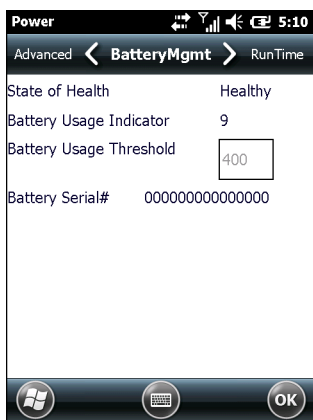 Power 5:10
Advanced BatteryMgmt RunTime
State of Health Healthy
Battery Usage Indicator 9
Battery Usage Threshold 400
Battery Serial# 000000000000000
OK